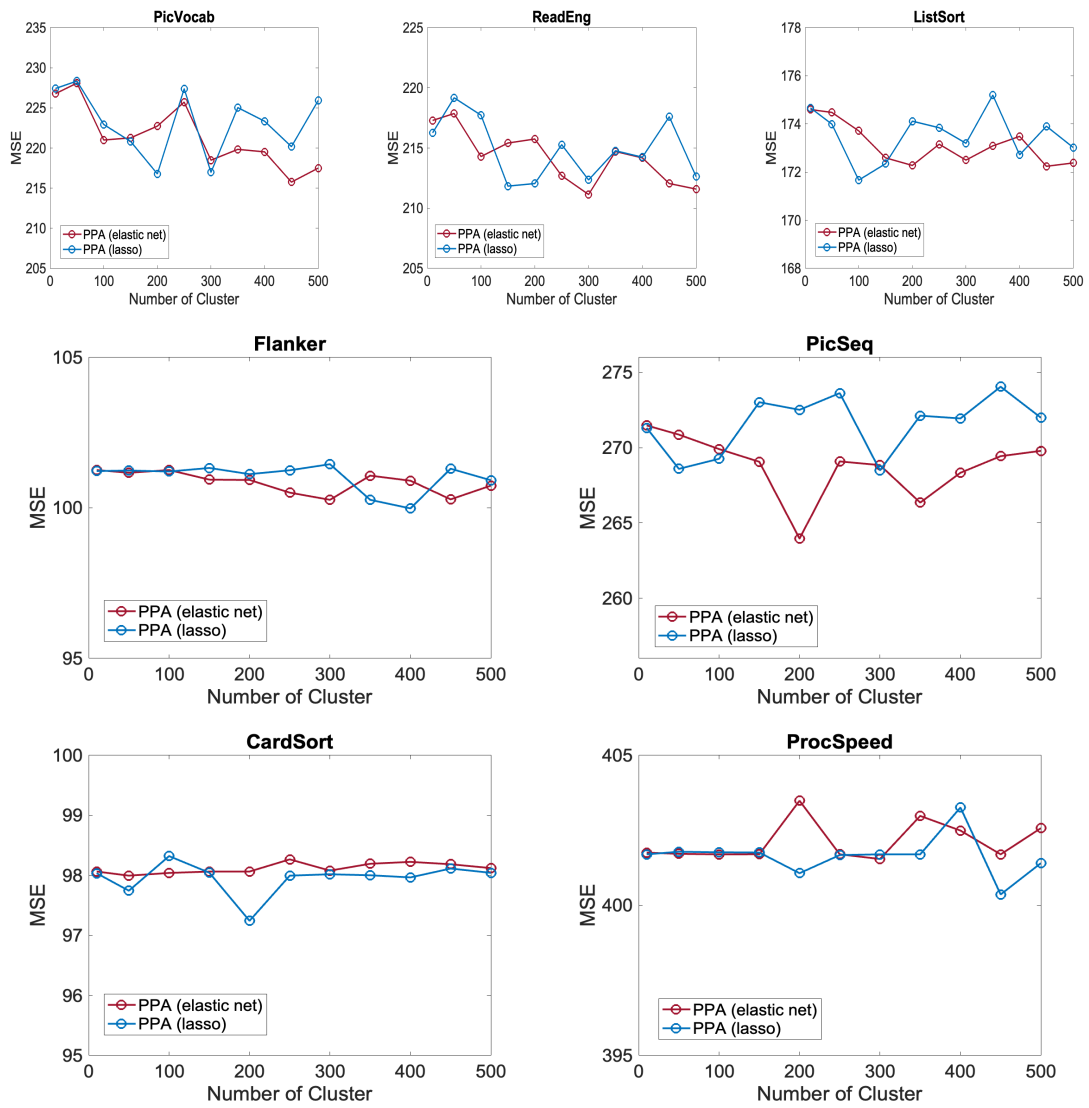 PicVocab
235
230
225
220
215
210
205
MSE
PPA (elastic net)
PPA (lasso)
0
100
200
300
400
500
Number of Cluster
ReadEng
225
220
215
210
205
MSE
PPA (elastic net)
PPA (lasso)
0
100
200
300
400
500
Number of Cluster
ListSort
178
176
174
172
170
168
MSE
PPA (elastic net)
PPA (lasso)
0
100
200
300
400
500
Number of Cluster
Flanker
105
100
95
MSE
PPA (elastic net)
PPA (lasso)
0
100
200
300
400
500
Number of Cluster
PicSeq
275
270
265
260
MSE
PPA (elastic net)
PPA (lasso)
0
100
200
300
400
500
Number of Cluster
CardSort
100
99
98
97
96
95
MSE
PPA (elastic net)
PPA (lasso)
0
100
200
300
400
500
Number of Cluster
ProcSpeed
405
400
395
MSE
PPA (elastic net)
PPA (lasso)
0
100
200
300
400
500
Number of Cluster